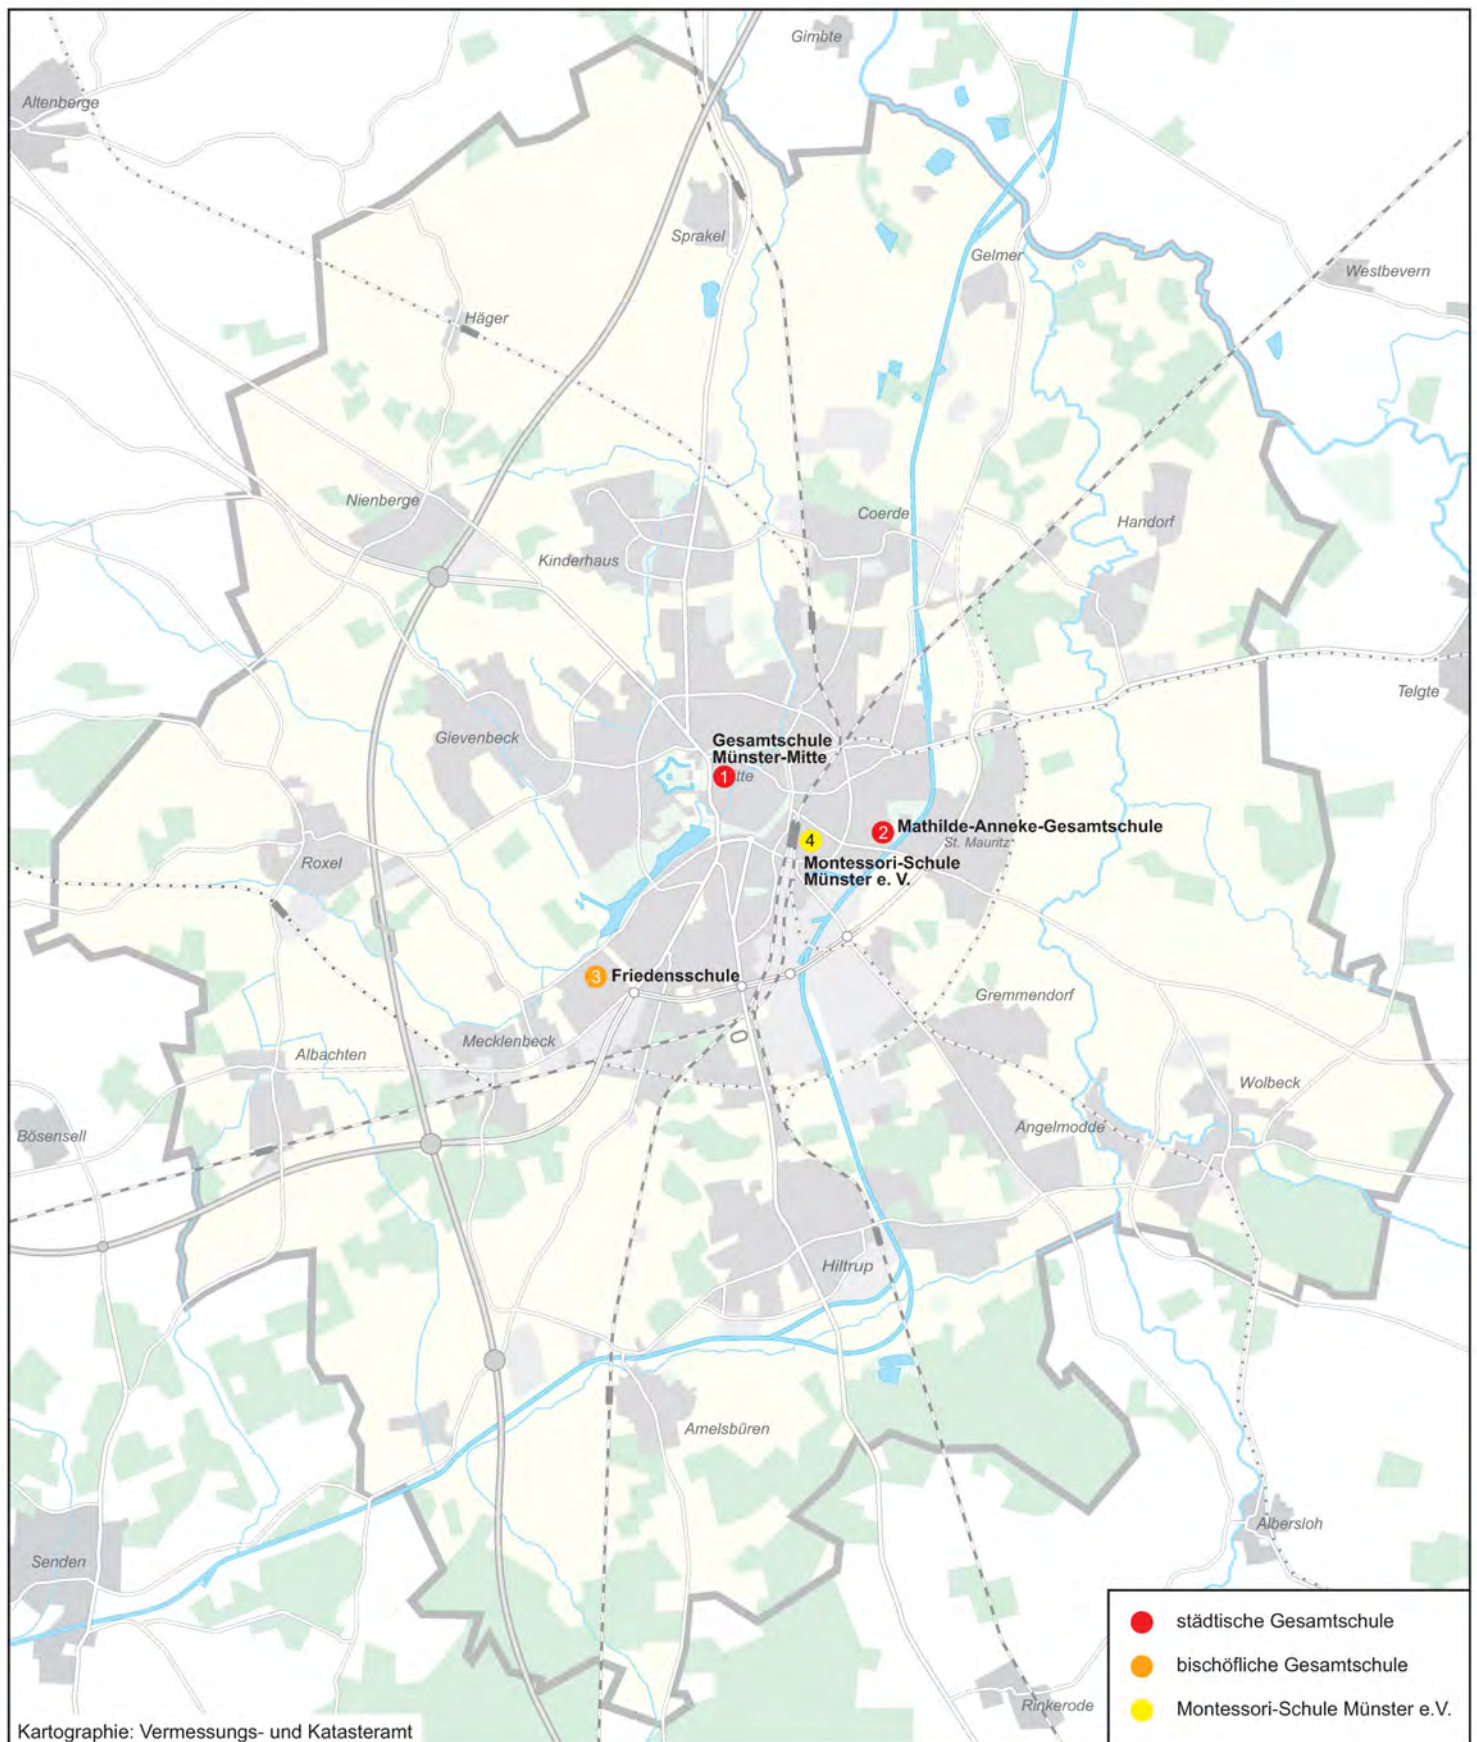 Gimbte
Altenberge
Sprakel
Gelmer
Westbevern
Häger
Nienberge
Coerde
Handorf
Kinderhaus
Telgte
Gievenbeck
Gesamtschule
Münster-Mitte
1
tte
2
Mathilde-Anneke-Gesamtschule
St. Mauritz
4
Montessori-Schule
Münster e. V.
Roxel
3
Friedensschule
Gremmendorf
Mecklenbeck
Albachten
Wolbeck
Bösensell
Angelmodde
Hiltrup
Amelsbüren
Albersloh
Senden
Rinkerode
städtische Gesamtschule
bischöfliche Gesamtschule
Montessori-Schule Münster e.V.
Kartographie: Vermessungs- und Katasteramt